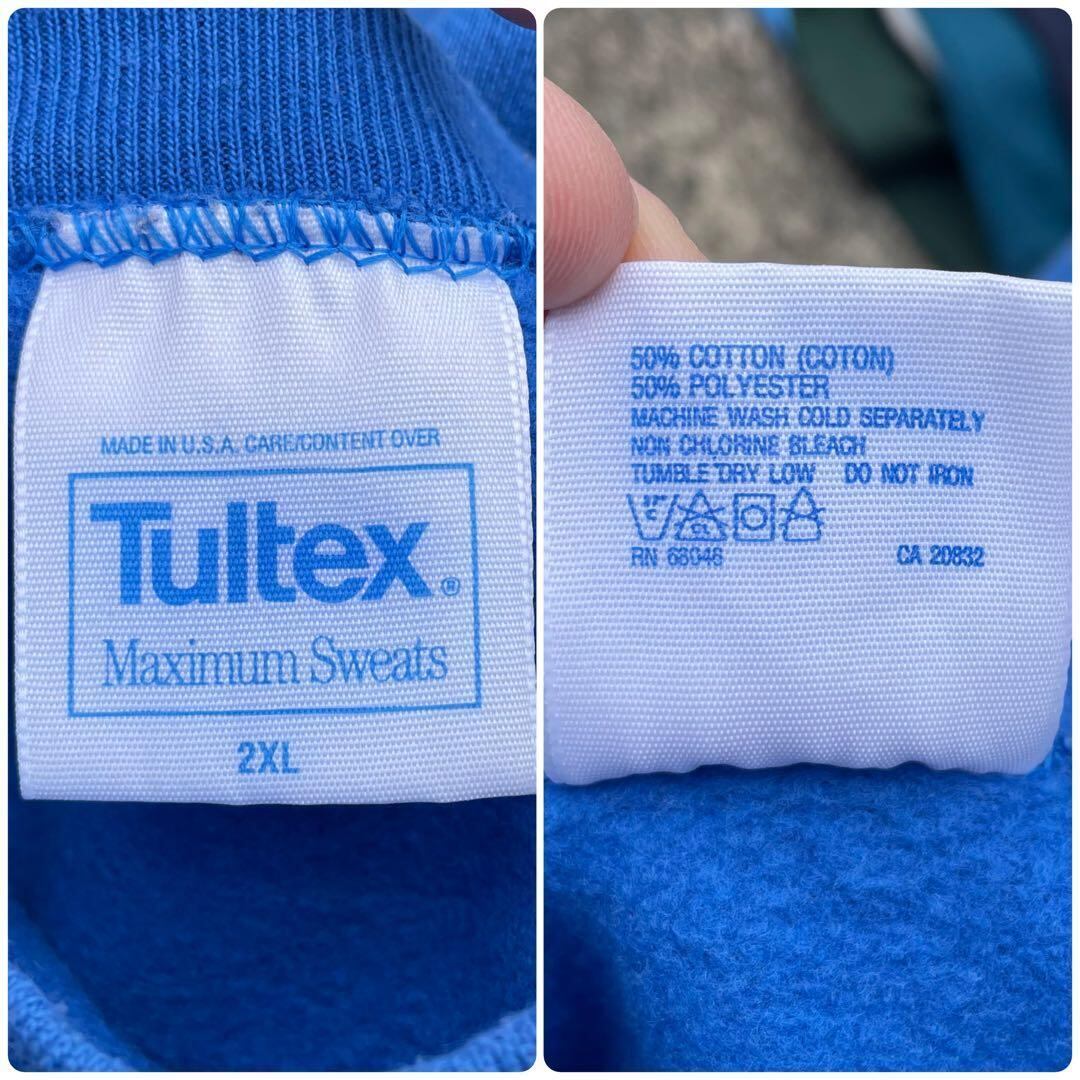 MADE IN U.S.A. CARE/CONTENT OVER
Tultex®
Maximum Sweats
2XL
50% COTTON (COTON)
50% POLYESTER
MACHINE WASH COLD SEPARATELY
NON CHLORINE BLEACH
TUMBLE DRY LOW DO NOT IRON
RN 66046 CA 20832